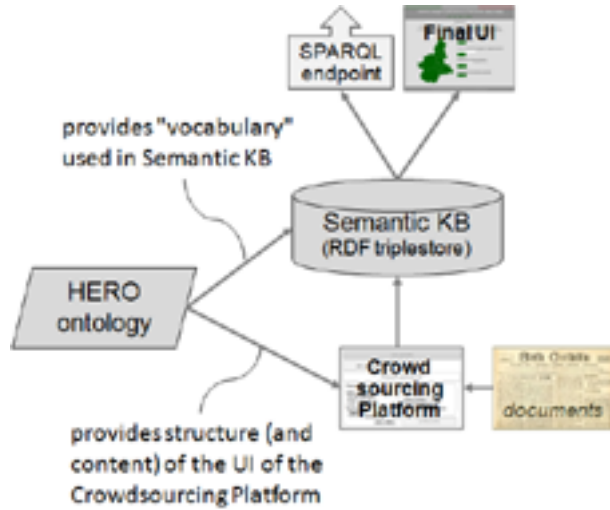 SPARQL
endpoint
Final UI
provides "vocabulary"
used in Semantic KB
Semantic KB
(RDF triplestore)
HERO
ontology
Crowd
sourcing
Platform
documents
provides structure (and
content) of the UI of the
Crowdsourcing Platform